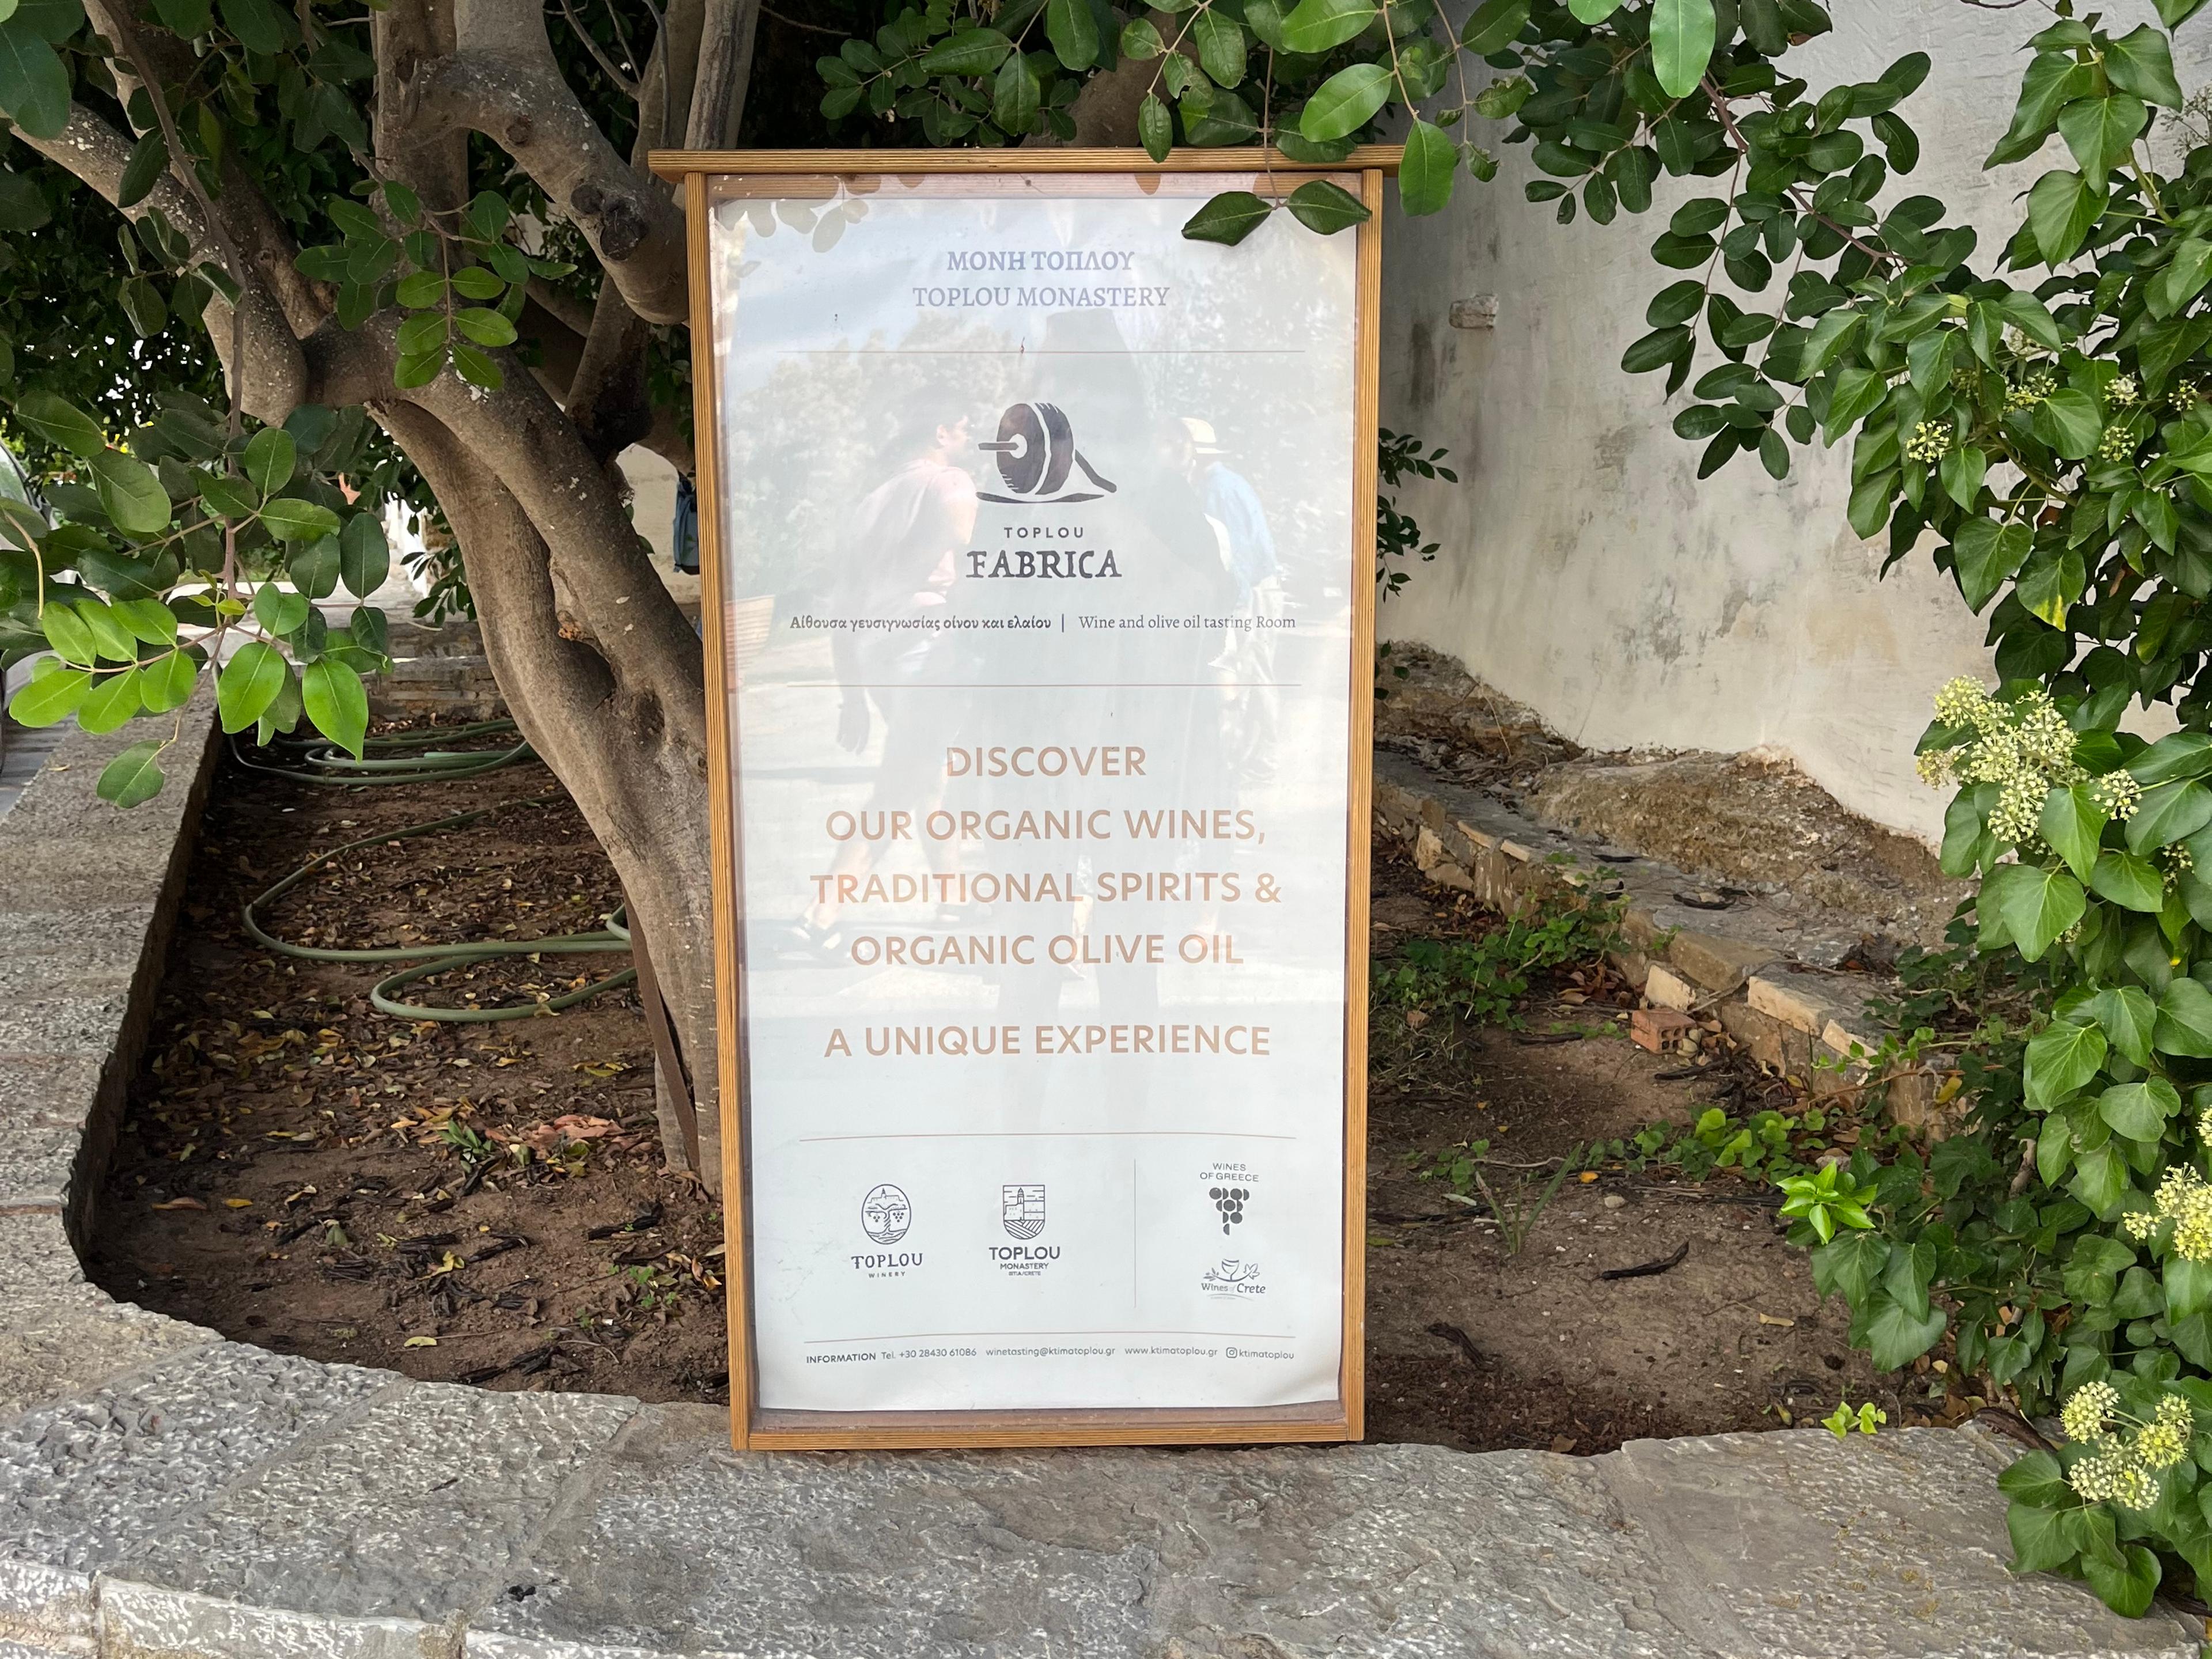 ΜΟΝΗ ΤΟΠΛΟΥ
TOPLOU MONASTERY
TOPLOU
FABRICA
Αίθουσα γευσιγνωσίας οίνου και ελαίου | Wine and olive oil tasting Room
DISCOVER
OUR ORGANIC WINES,
TRADITIONAL SPIRITS &
ORGANIC OLIVE OIL
A UNIQUE EXPERIENCE
TOPLOU
WINERY
TOPLOU
MONASTERY
SITIA/CRETE
WINES
OF GREECE
Wines of Crete
INFORMATION Tel. +30 28430 61086 winetasting@ktimatoplou.gr www.ktimatoplou.gr ktimatoplou